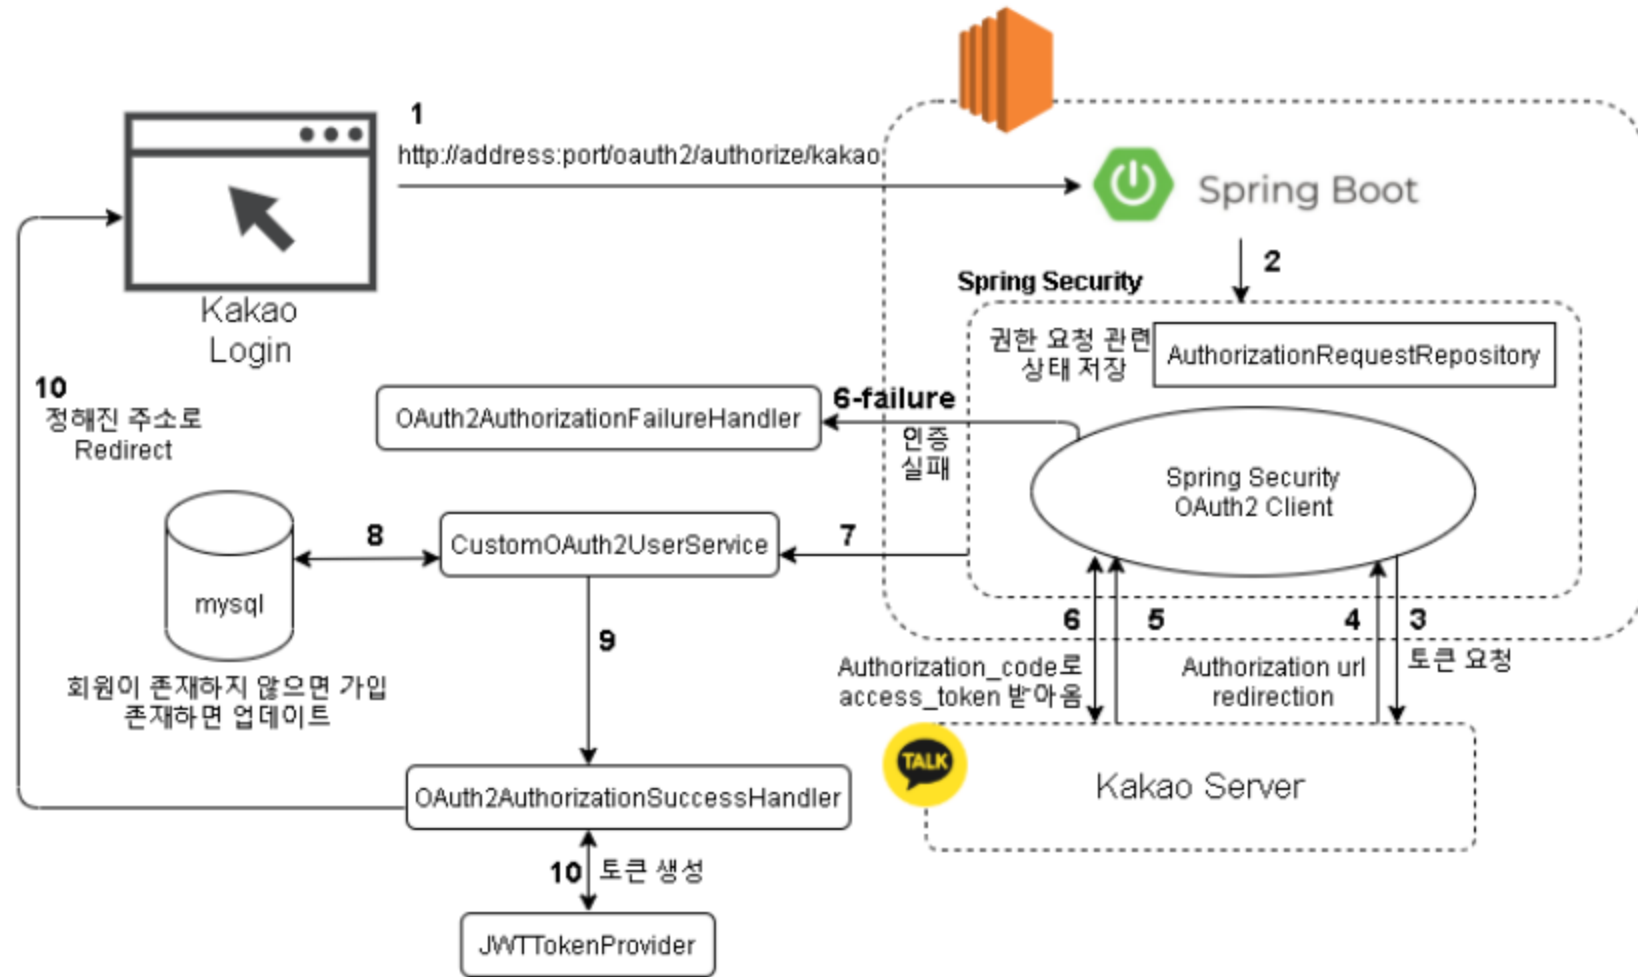 1
http://address:port/oauth2/authorize/kakao
Spring Boot
2
Spring Security
Kakao
Login
권한 요청 관련
상태 저장
AuthorizationRequestRepository
10
정해진 주소로
Redirect
OAuth2AuthorizationFailureHandler
6-failure
인증
실패
Spring Security
OAuth2 Client
8
CustomOAuth2UserService
7
mysql
6
5
4
3
9
Authorization_code로
access_token 받아옴
Authorization url
redirection
토큰 요청
회원이 존재하지 않으면 가입
존재하면 업데이트
TALK
Kakao Server
OAuth2AuthorizationSuccessHandler
10
토큰 생성
JWTTokenProvider